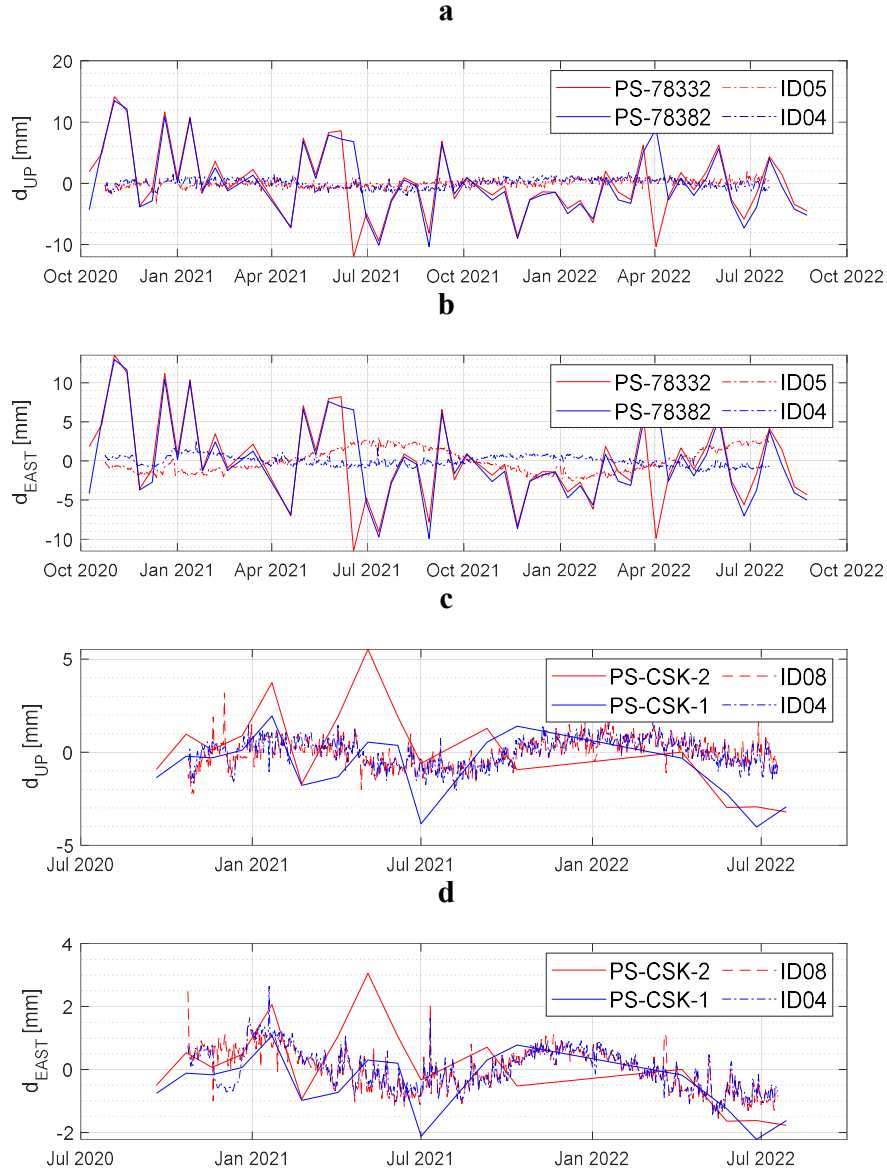 a
20
10
0
-10
d_UP [mm]
PS-78332 ID05
PS-78382 ID04
Oct 2020 Jan 2021 Apr 2021 Jul 2021 Oct 2021 Jan 2022 Apr 2022 Jul 2022 Oct 2022
b
10
5
0
-5
-10
d_EAST [mm]
PS-78332 ID05
PS-78382 ID04
Oct 2020 Jan 2021 Apr 2021 Jul 2021 Oct 2021 Jan 2022 Apr 2022 Jul 2022 Oct 2022
c
5
0
-5
d_UP [mm]
PS-CSK-2 ID08
PS-CSK-1 ID04
Jul 2020 Jan 2021 Jul 2021 Jan 2022 Jul 2022
d
4
2
0
-2
d_EAST [mm]
PS-CSK-2 ID08
PS-CSK-1 ID04
Jul 2020 Jan 2021 Jul 2021 Jan 2022 Jul 2022